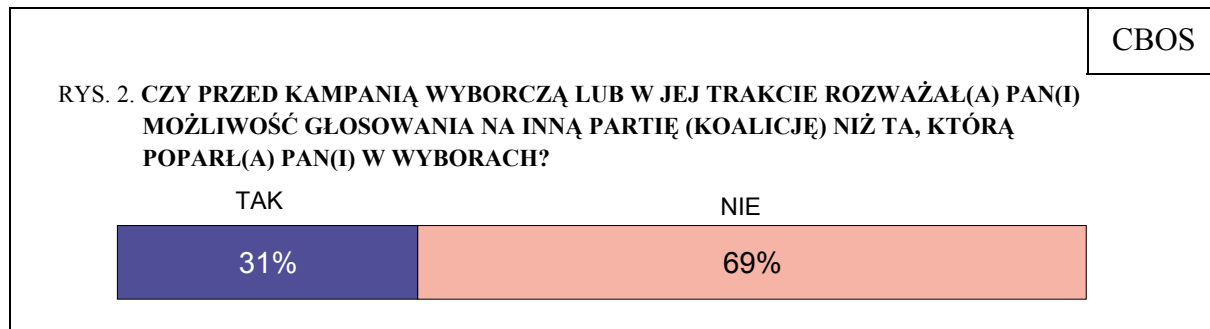 CBOS
RYS. 2. CZY PRZED KAMPANIĄ WYBORCZĄ LUB W JEJ TRAKCIE ROZWAŻAŁ(A) PAN(I)
MOŻLIWOŚĆ GŁOSOWANIA NA INNĄ PARTIĘ (KOALICJĘ) NIŻ TA, KTÓRĄ
POPARŁ(A) PAN(I) W WYBORACH?
TAK NIE
31% 69%